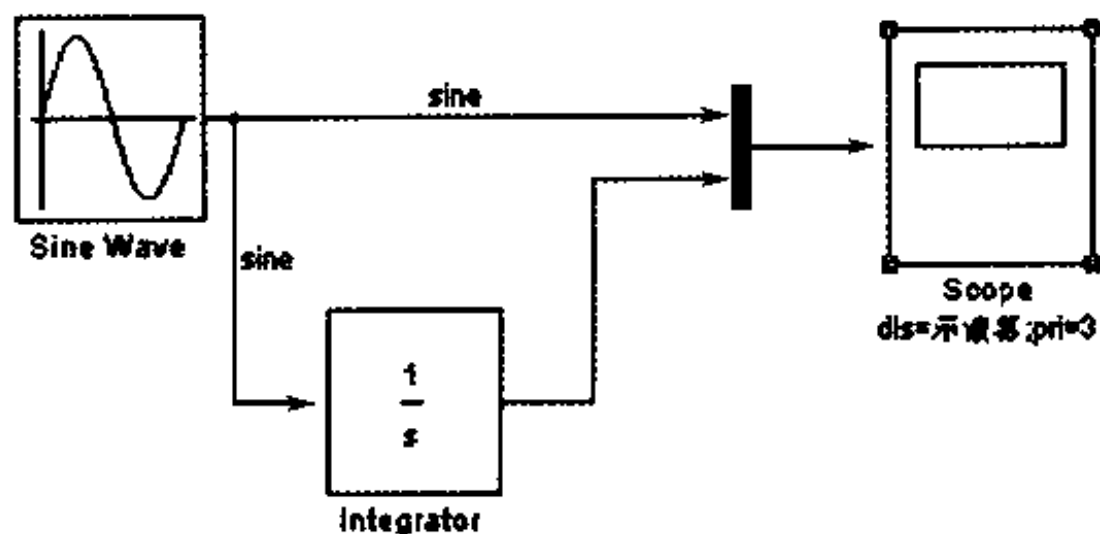 sine
Sine Wave
sine
1
s
Integrator
Scope
dis=示波器;pri=3